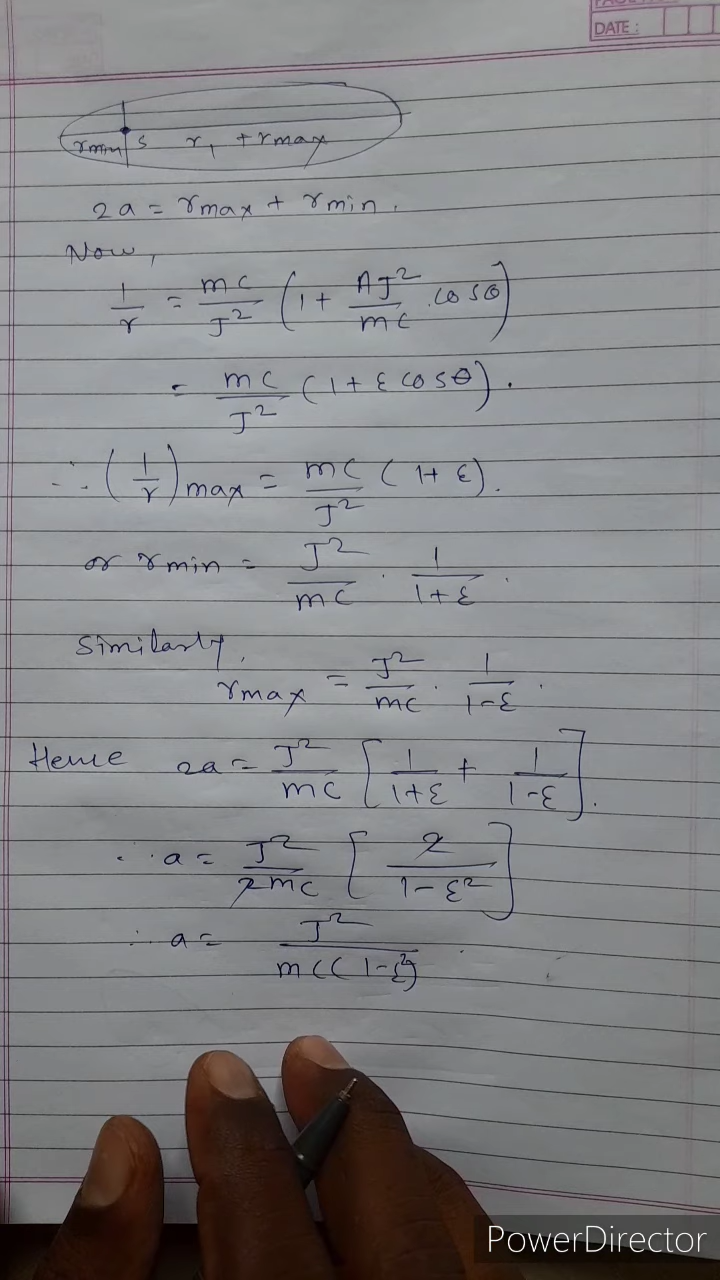 DATE :
rmin s r₁ + rmax
2a = rmax + rmin.
Now,
1/r = mc/J² (1 + AJ²/mc . cosθ)
= mc/J² (1 + ε cosθ).
∴ (1/r)max = mc/J² (1 + ε).
or rmin = J²/mc . 1/1+ε .
Similarly,
rmax = J²/mc . 1/1-ε .
Hence 2a = J²/mc [1/1+ε + 1/1-ε].
∴ a = J²/2mc [2/1-ε²]
∴ a = J²/mc(1-ε²) .
PowerDirector